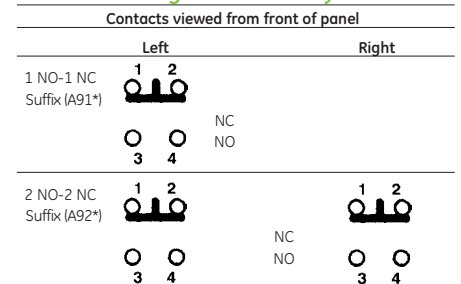 Contacts viewed from front of panel
Left Right
1 NO-1 NC
Suffix (A91*)
1 2
NC
NO
3 4
2 NO-2 NC
Suffix (A92*)
1 2 1 2
NC
NO
3 4 3 4